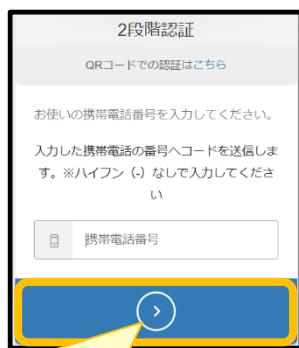 2段階認証
QRコードでの認証はこちら
お使いの携帯電話番号を入力してください。
入力した携帯電話の番号へコードを送信しま
す。※ハイフン (-) なしで入力してくださ
い
携帯電話番号